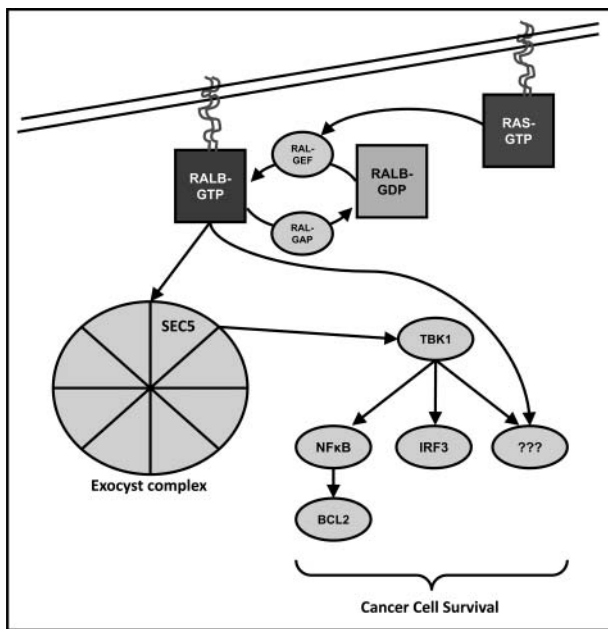 RAS-
GTP
RAL-
GEF
RALB-
GTP
RALB-
GDP
RAL-
GAP
SEC5
TBK1
NFκB
IRF3
???
Exocyst complex
BCL2
Cancer Cell Survival